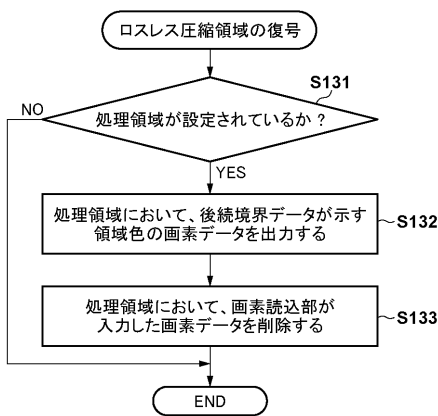 ロスレス圧縮領域の復号
S131
NO
処理領域が設定されているか？
YES
処理領域において、後続境界データが示す
領域色の画素データを出力する
S132
処理領域において、画素読込部が
入力した画素データを削除する
S133
END